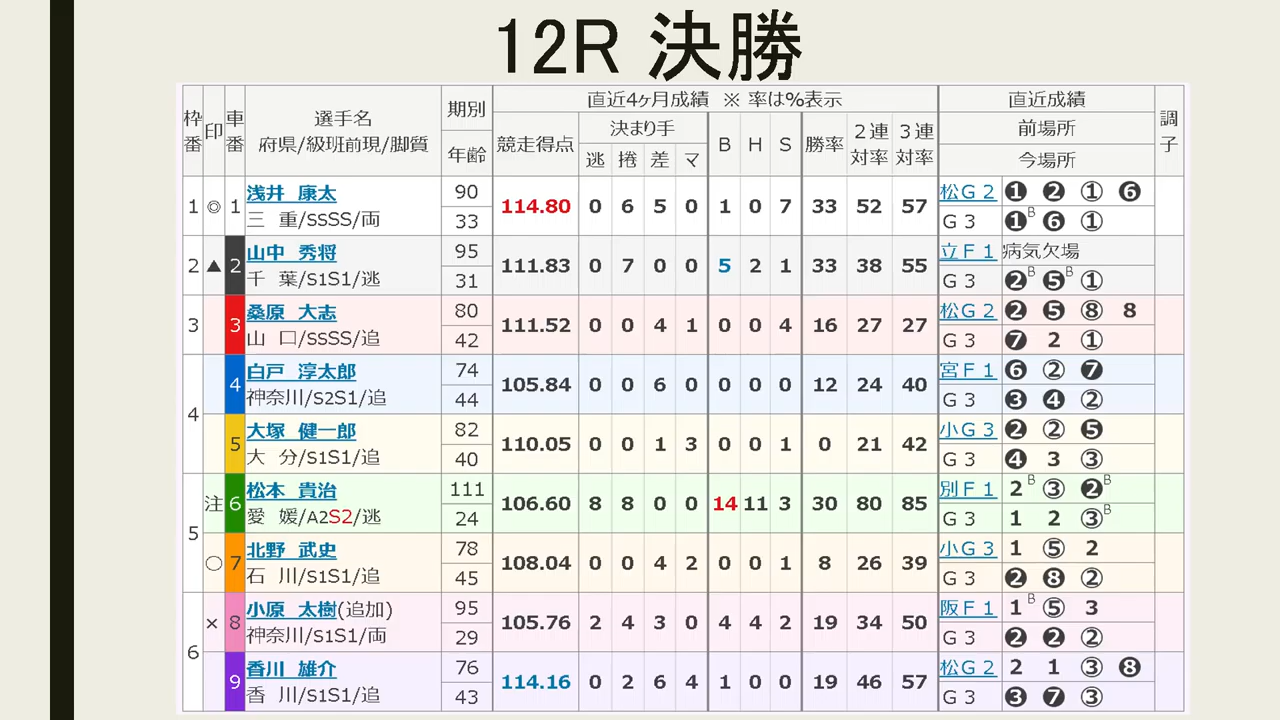 12R 決勝
枠番 印 車番 選手名 府県/級班前現/脚質 期別 年齢 直近4ヶ月成績 ※ 率は%表示 直近成績 調子
競走得点 決まり手 B H S 勝率 2連対率 3連対率 前場所
逃 捲 差 マ 今場所
1 ◎ 1 浅井 康太 90 114.80 0 6 5 0 1 0 7 33 52 57 松G2 ❶ ❷ ① ❻
三 重/SSSS/両 33 G3 ❶B ❻ ①
2 ▲ 2 山中 秀将 95 111.83 0 7 0 0 5 2 1 33 38 55 立F1 病気欠場
千 葉/S1S1/逃 31 G3 ❷B ❺B ①
3 3 桑原 大志 80 111.52 0 0 4 1 0 0 4 16 27 27 松G2 ❷ ❺ ⑧ 8
山 口/SSSS/追 42 G3 ❼ 2 ①
4 4 白戸 淳太郎 74 105.84 0 0 6 0 0 0 0 12 24 40 宮F1 ❻ ② ❼
神奈川/S2S1/追 44 G3 ❸ ❹ ②
5 大塚 健一郎 82 110.05 0 0 1 3 0 0 1 0 21 42 小G3 ❷ ② ❺
大 分/S1S1/追 40 G3 ❹ 3 ③
5 注 6 松本 貴治 111 106.60 8 8 0 0 14 11 3 30 80 85 別F1 2B ③ ❷B
愛 媛/A2S2/逃 24 G3 1 2 ③B
○ 7 北野 武史 78 108.04 0 0 4 2 0 0 1 8 26 39 小G3 1 ⑤ 2
石 川/S1S1/追 45 G3 ❷ ❽ ②
6 × 8 小原 太樹(追加) 95 105.76 2 4 3 0 4 4 2 19 34 50 阪F1 1B ⑤ 3
神奈川/S1S1/両 29 G3 ❷ ❷ ②
9 香川 雄介 76 114.16 0 2 6 4 1 0 0 19 46 57 松G2 2 1 ③ ❽
香 川/S1S1/追 43 G3 ❸ ❼ ③